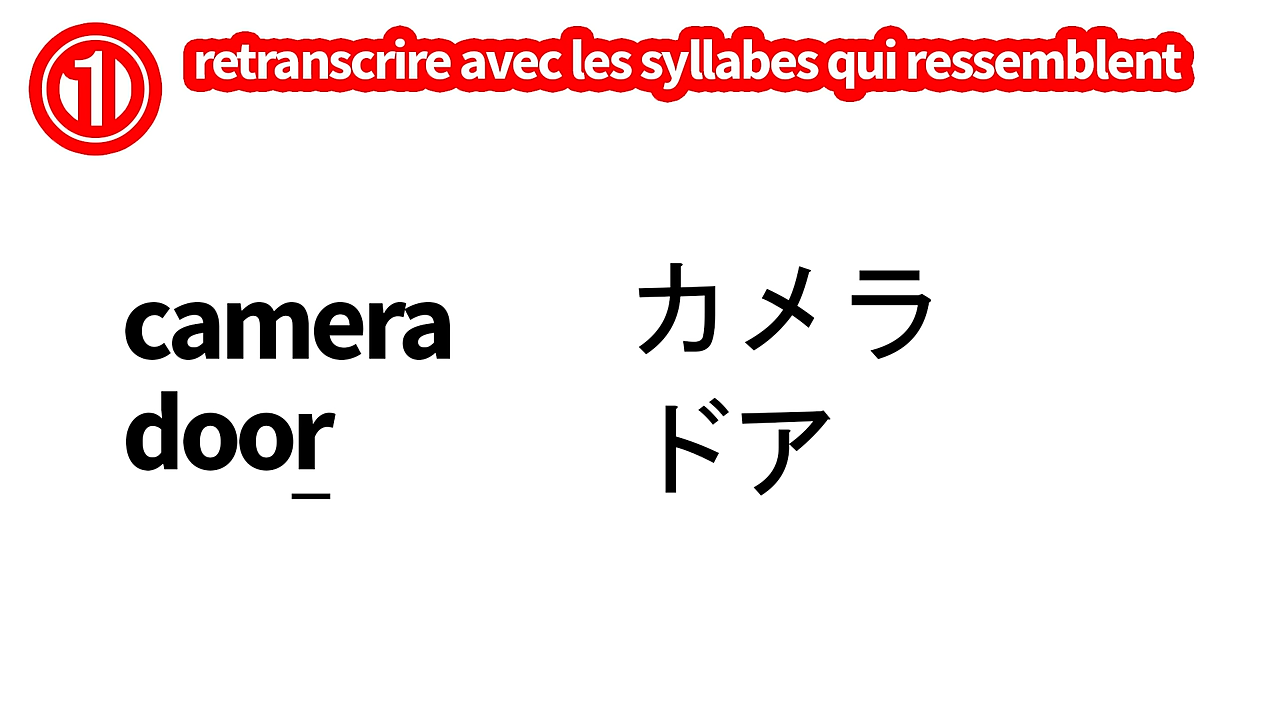 ① retranscrire avec les syllabes qui ressemblent
camera カメラ
door ドア